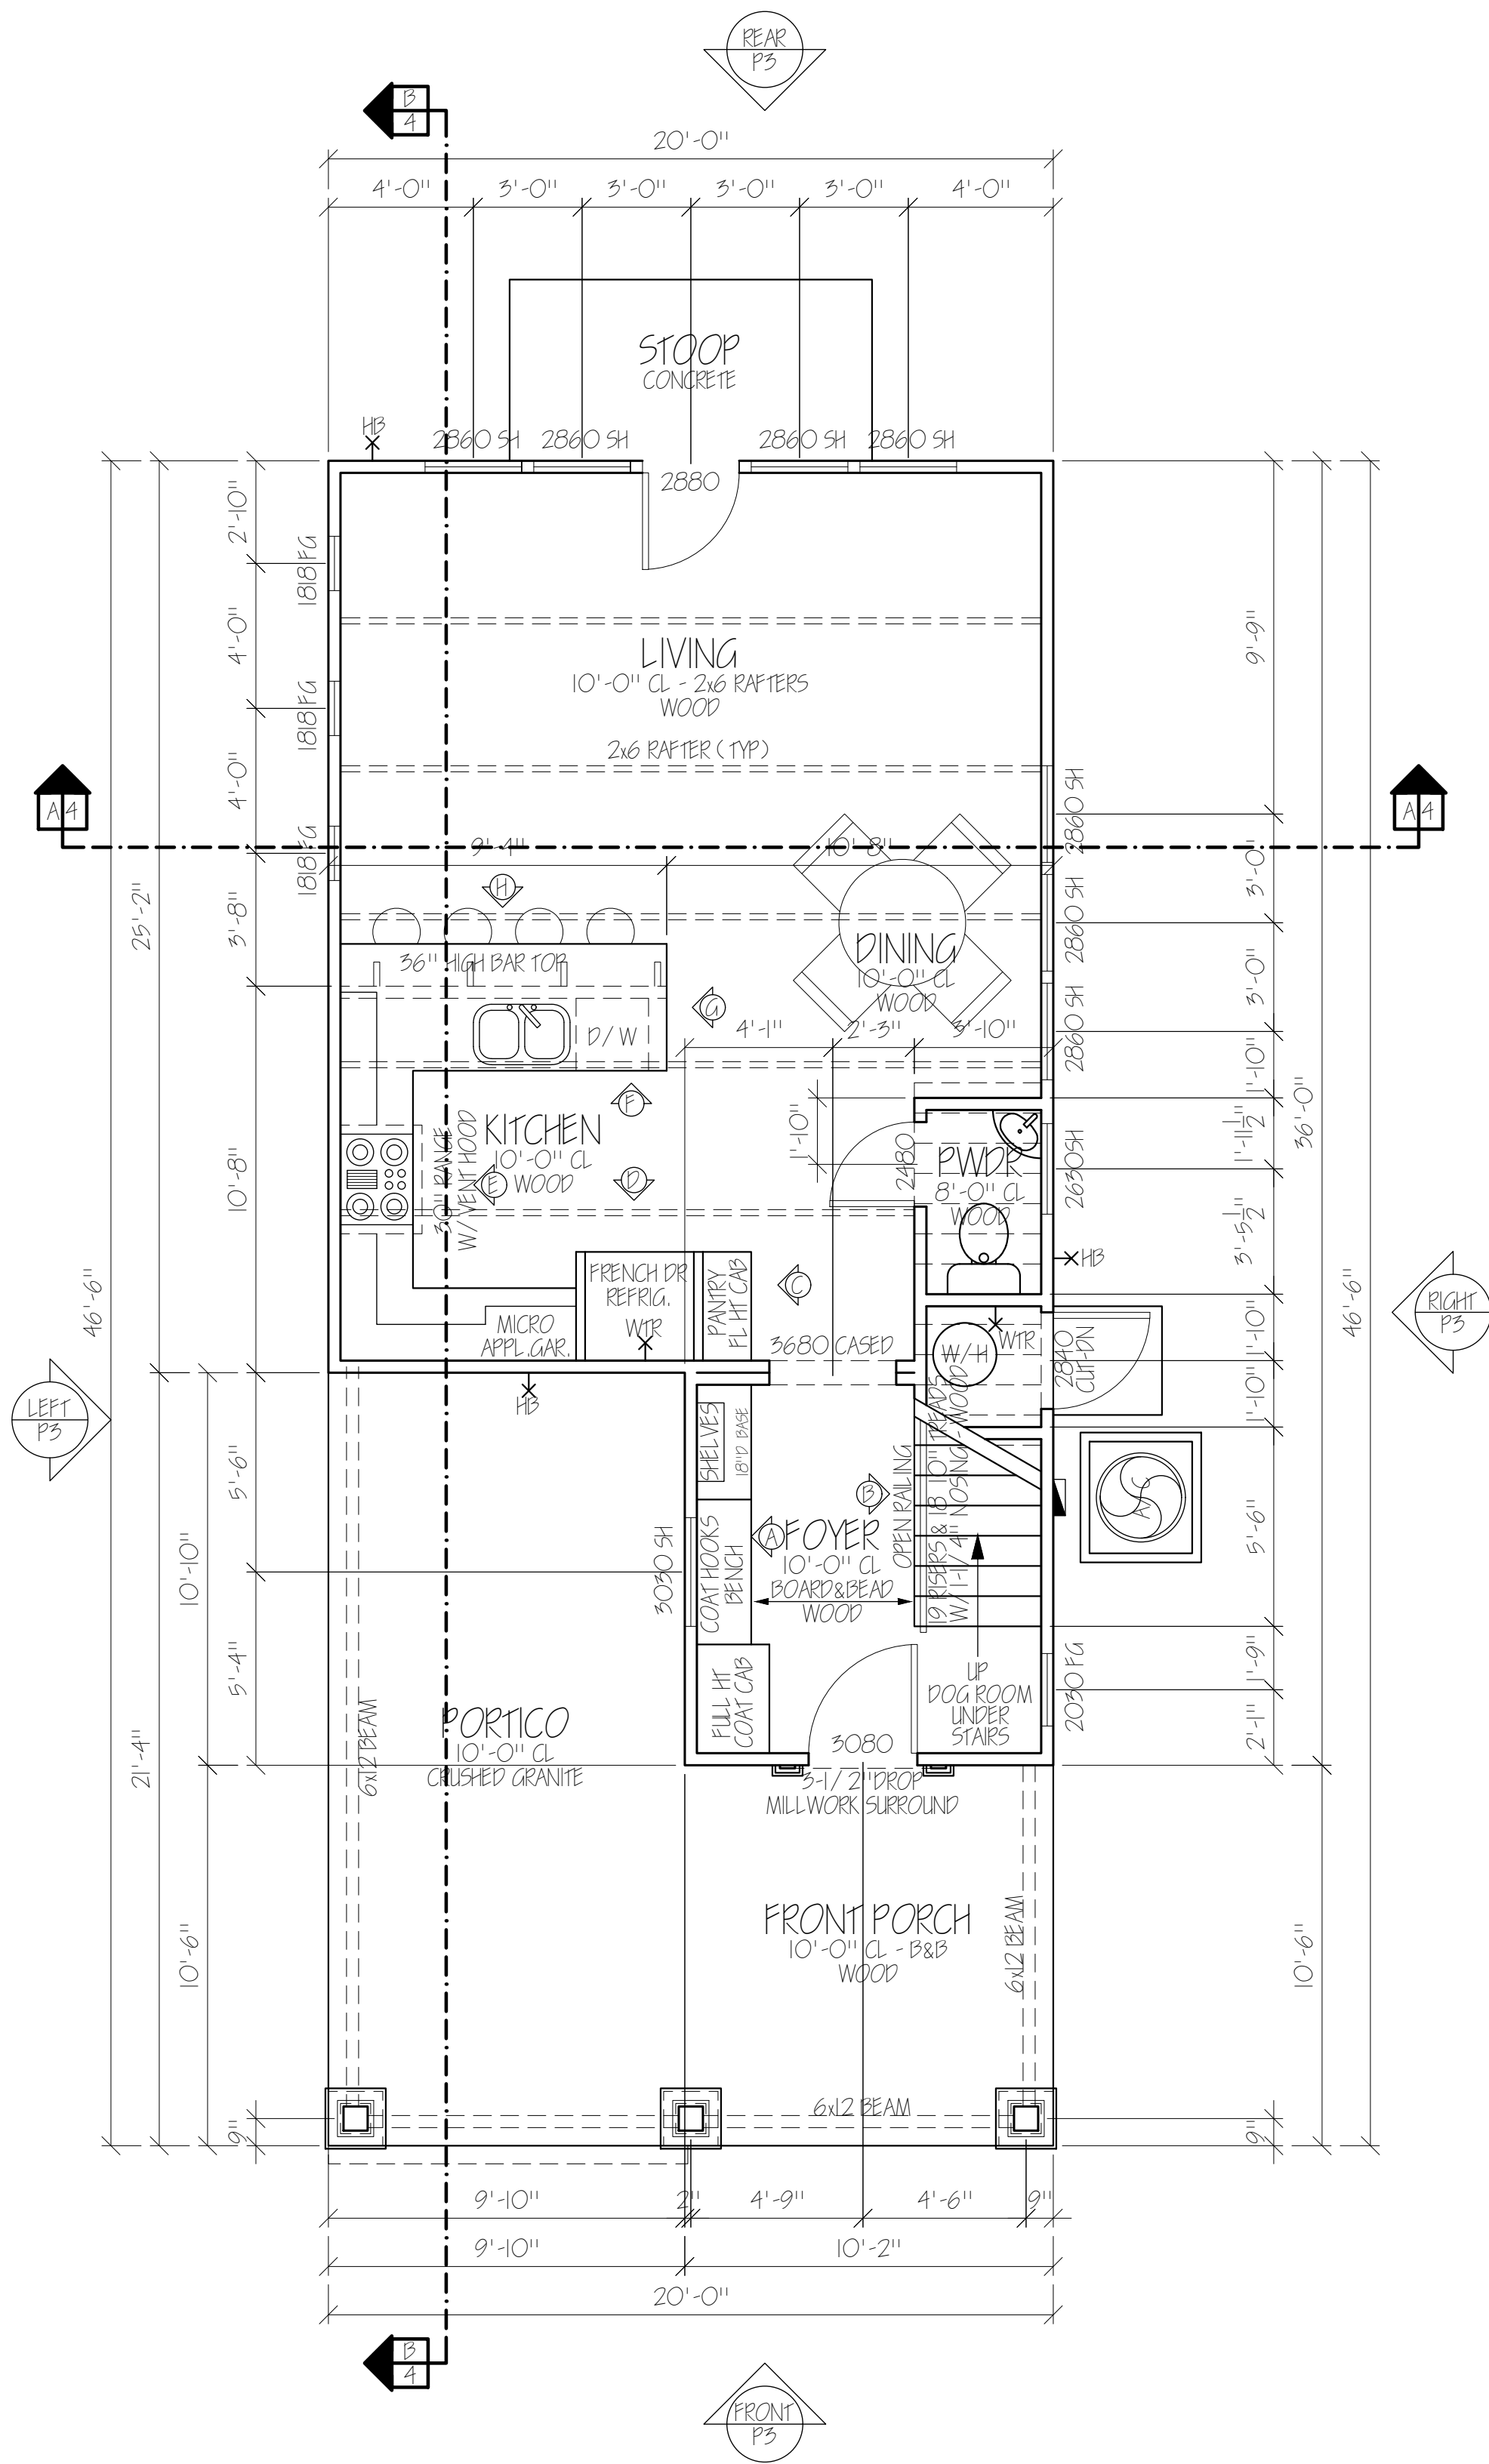 REAR
P3
B
4
20'-0"
4'-0" 3'-0" 3'-0" 3'-0" 3'-0" 4'-0"
STOOP
CONCRETE
HB
2860 SH 2860 SH 2860 SH 2860 SH
2880
2'-10"
1818 FG
4'-0"
1818 FG
4'-0"
1818 FG
3'-8"
25'-2"
10'-8"
46'-6"
LIVING
10'-0" CL - 2x6 RAFTERS
WOOD
2x6 RAFTER (TYP)
9'-9"
A 4
A 4
9'-4" 10'-8"
2860 SH
2860 SH
2860 SH
3'-0"
3'-0"
1'-10"
36'-0"
46'-6"
H
36" HIGH BAR TOP
DINING
10'-0" CL
WOOD
G
D/W
4'-1" 2'-3" 3'-10"
F
KITCHEN
10'-0" CL
WOOD
30" RANGE
W/ VENT HOOD
E
D
1'-10"
2480
PWDR
8'-0" CL
WOOD
2630SH
1'-11 1/2"
3'-5 1/2"
HB
FRENCH DR
REFRIG.
WTR
PANTRY
FL HT CAB
C
MICRO
APPL.GAR.
3680 CASED
W/H
WTR
2840
CUT-DN
1'-10"
1'-10"
RIGHT
P3
LEFT
P3
HB
SHELVES
18"D BASE
5'-6"
10'-10"
5'-4"
21'-4"
3030 SH
COAT HOOKS
BENCH
A
B
FOYER
10'-0" CL
BOARD&BEAD
WOOD
OPEN RAILING
19 RISERS & 18 10" TREADS
W/ 1-1/4" NOSING - WOOD
A/C
5'-6"
FULL HT
COAT CAB
UP
DOG ROOM
UNDER
STAIRS
2030 FG
1'-9"
2'-1"
3080
3-1/2" DROP
MILLWORK SURROUND
PORTICO
10'-0" CL
CRUSHED GRANITE
6x12 BEAM
FRONT PORCH
10'-0" CL - B&B
WOOD
6x12 BEAM
10'-6"
10'-6"
6x12 BEAM
9"
9"
9'-10" 2" 4'-9" 4'-6" 9"
9'-10" 10'-2"
20'-0"
B
4
FRONT
P3